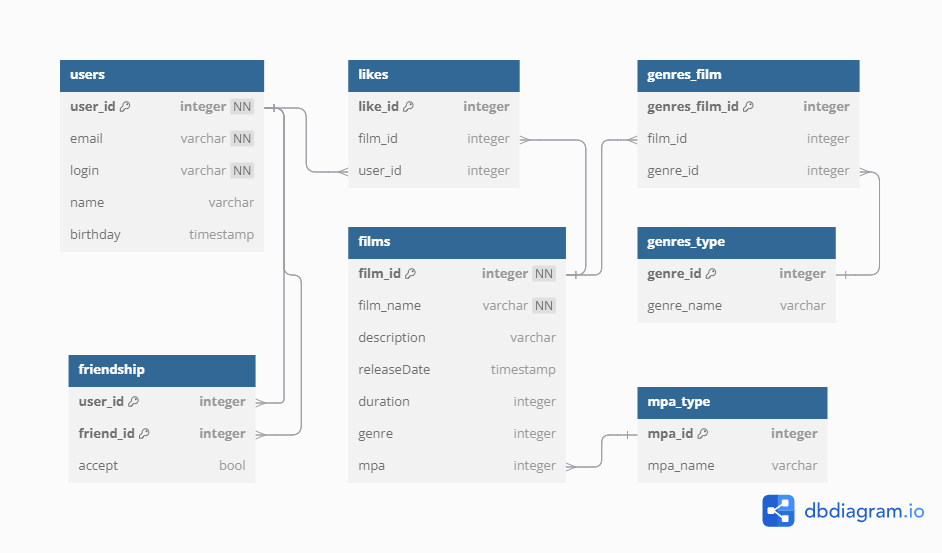 users
user_id integer NN
email varchar NN
login varchar NN
name varchar
birthday timestamp
likes
like_id integer
film_id integer
user_id integer
genres_film
genres_film_id integer
film_id integer
genre_id integer
films
film_id integer NN
film_name varchar NN
description varchar
releaseDate timestamp
duration integer
genre integer
mpa integer
genres_type
genre_id integer
genre_name varchar
friendship
user_id integer
friend_id integer
accept bool
mpa_type
mpa_id integer
mpa_name varchar
dbdiagram.io